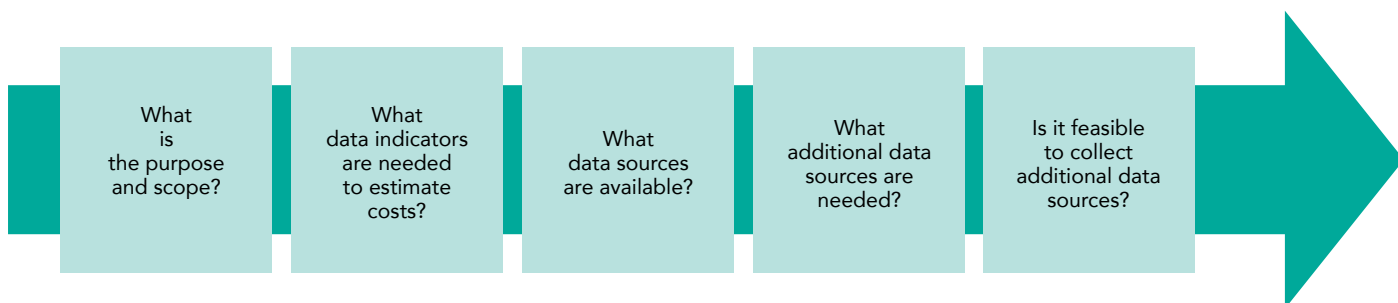 What
is
the purpose
and scope?
What
data indicators
are needed
to estimate
costs?
What
data sources
are available?
What
additional data
sources are
needed?
Is it feasible
to collect
additional data
sources?